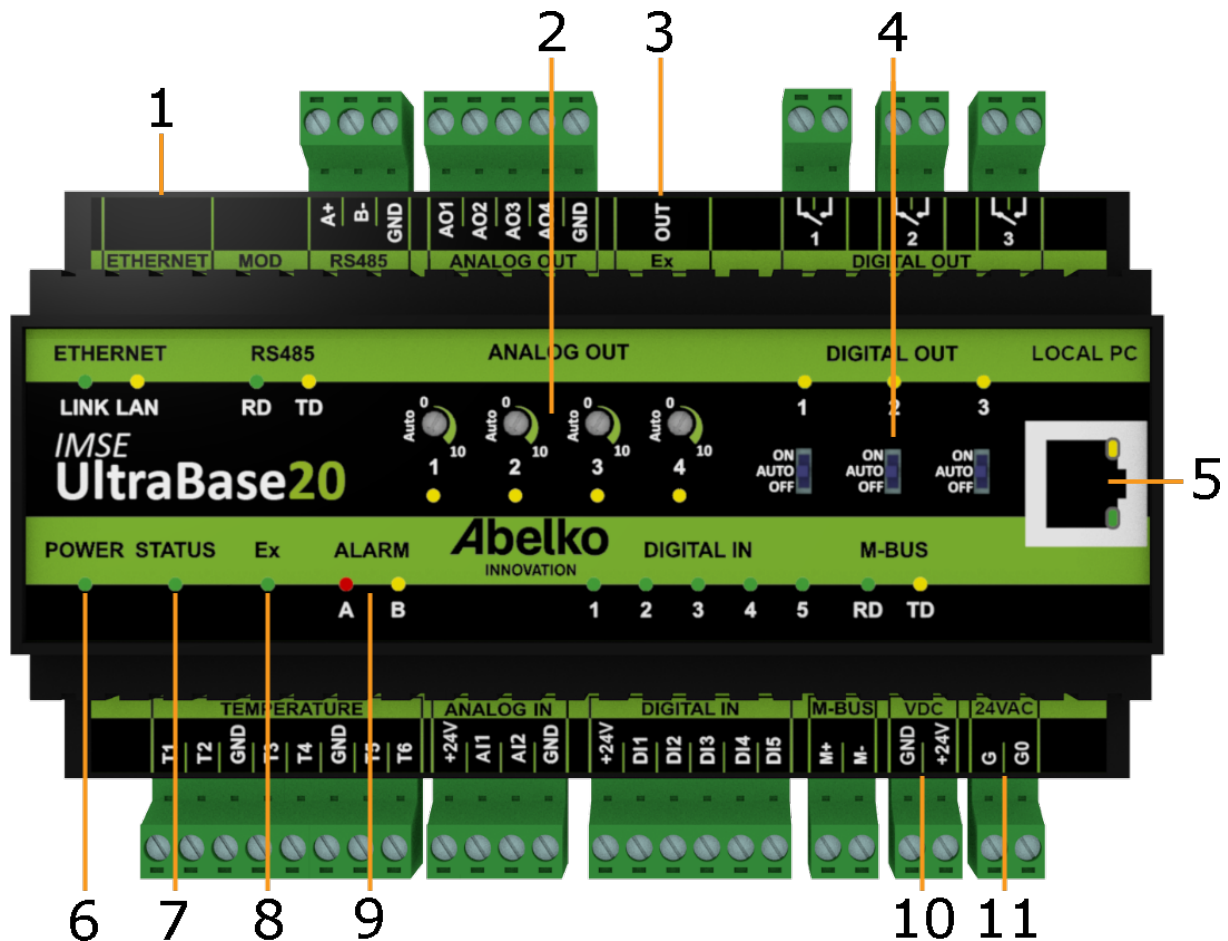 2 3 4
1
A+ B- GND AO1 AO2 AO3 AO4 GND OUT 1 2 3
ETHERNET MOD RS485 ANALOG OUT Ex DIGITAL OUT
ETHERNET RS485 ANALOG OUT DIGITAL OUT LOCAL PC
LINK LAN RD TD 1 2 3
Auto 0 10 Auto 0 10 Auto 0 10 Auto 0 10
1 2 3 4
ON AUTO OFF ON AUTO OFF ON AUTO OFF
IMSE
UltraBase20
5
POWER STATUS Ex ALARM Abelko DIGITAL IN M-BUS
INNOVATION
A B 1 2 3 4 5 RD TD
TEMPERATURE ANALOG IN DIGITAL IN M-BUS VDC 24VAC
T1 T2 GND T3 T4 GND T5 T6 +24V AI1 AI2 GND +24V DI1 DI2 DI3 DI4 DI5 M+ M- GND +24V G G0
6 7 8 9 10 11